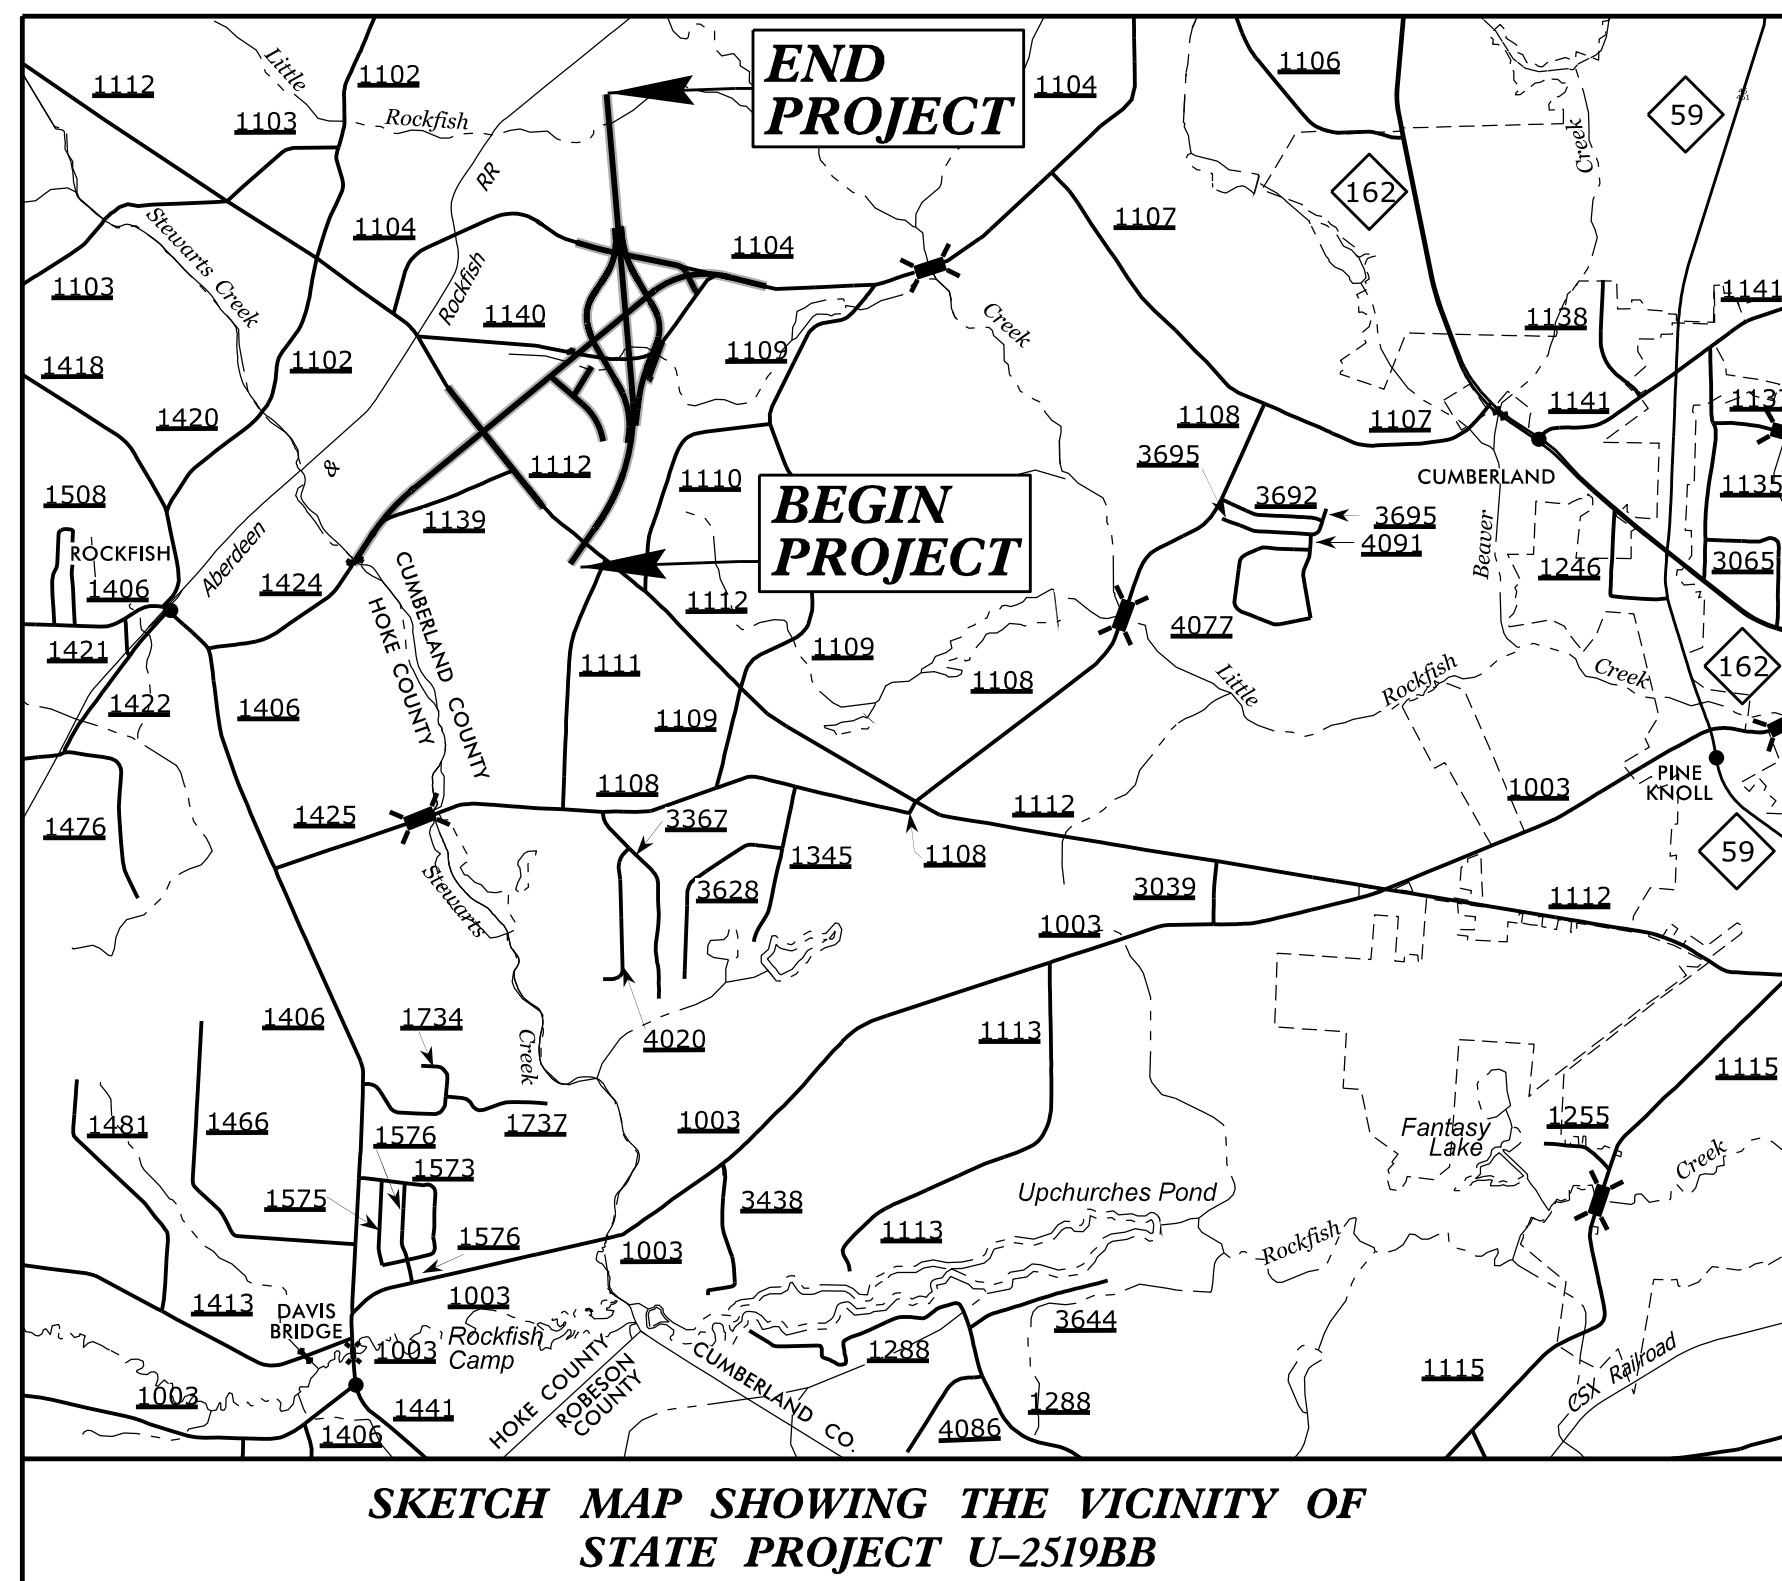 END
PROJECT
1112
1102
1103
Little
Rockfish
1104
1106
59
Creek
162
RR
1104
1104
1107
Stewarts Creek
Rockfish
1103
1140
1109
Creek
1138
1141
1418
1102
1420
1108
1107
1141
1137
3695
CUMBERLAND
1112
1110
&
1508
1139
BEGIN
PROJECT
3692
3695
4091
1135
ROCKFISH
Aberdeen
1406
1424
CUMBERLAND COUNTY
HOKE COUNTY
Beaver
1246
3065
1112
4077
1421
1111
1109
1108
Little
Rockfish
Creek
162
1422
1406
1109
1108
1003
PINE
KNOLL
1425
1476
3367
1112
59
1108
1345
Stewarts
3628
3039
1112
1003
1406
1734
Creek
4020
1113
1115
1481
1466
1576
1737
1003
Fantasy
Lake
1255
1573
Creek
1575
3438
Upchurches Pond
1576
1003
1113
Rockfish
1413
DAVIS
BRIDGE
1003
Rockfish
Camp
1003
3644
1288
HOKE COUNTY
ROBESON
COUNTY
CUMBERLAND CO.
1003
1441
1406
4086
1288
1115
CSX Railroad
SKETCH MAP SHOWING THE VICINITY OF
STATE PROJECT U-2519BB